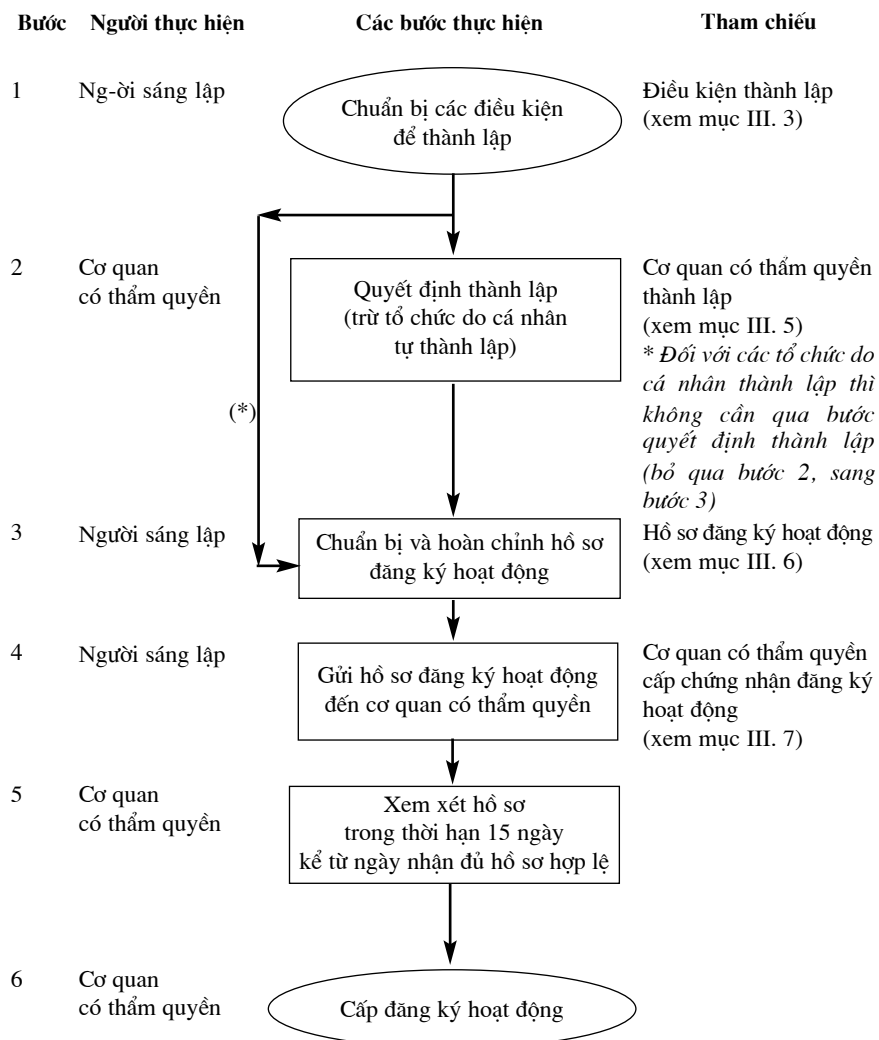 Bước Người thực hiện Các bước thực hiện Tham chiếu
1 Ng-ời sáng lập
Chuẩn bị các điều kiện
để thành lập
Điều kiện thành lập
(xem mục III. 3)
2 Cơ quan
có thẩm quyền
Quyết định thành lập
(trừ tổ chức do cá nhân
tự thành lập)
Cơ quan có thẩm quyền
thành lập
(xem mục III. 5)
* Đối với các tổ chức do
cá nhân thành lập thì
không cần qua bước
quyết định thành lập
(bỏ qua bước 2, sang
bước 3)
(*)
3 Người sáng lập
Chuẩn bị và hoàn chỉnh hồ sơ
đăng ký hoạt động
Hồ sơ đăng ký hoạt động
(xem mục III. 6)
4 Người sáng lập
Gửi hồ sơ đăng ký hoạt động
đến cơ quan có thẩm quyền
Cơ quan có thẩm quyền
cấp chứng nhận đăng ký
hoạt động
(xem mục III. 7)
5 Cơ quan
có thẩm quyền
Xem xét hồ sơ
trong thời hạn 15 ngày
kể từ ngày nhận đủ hồ sơ hợp lệ
6 Cơ quan
có thẩm quyền
Cấp đăng ký hoạt động